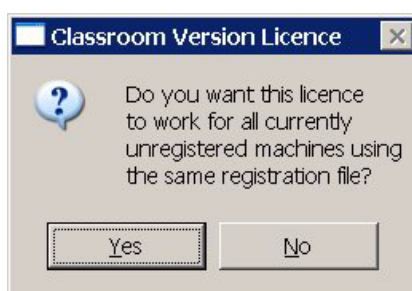 Classroom Version Licence
Do you want this licence
to work for all currently
unregistered machines using
the same registration file?
Yes
No